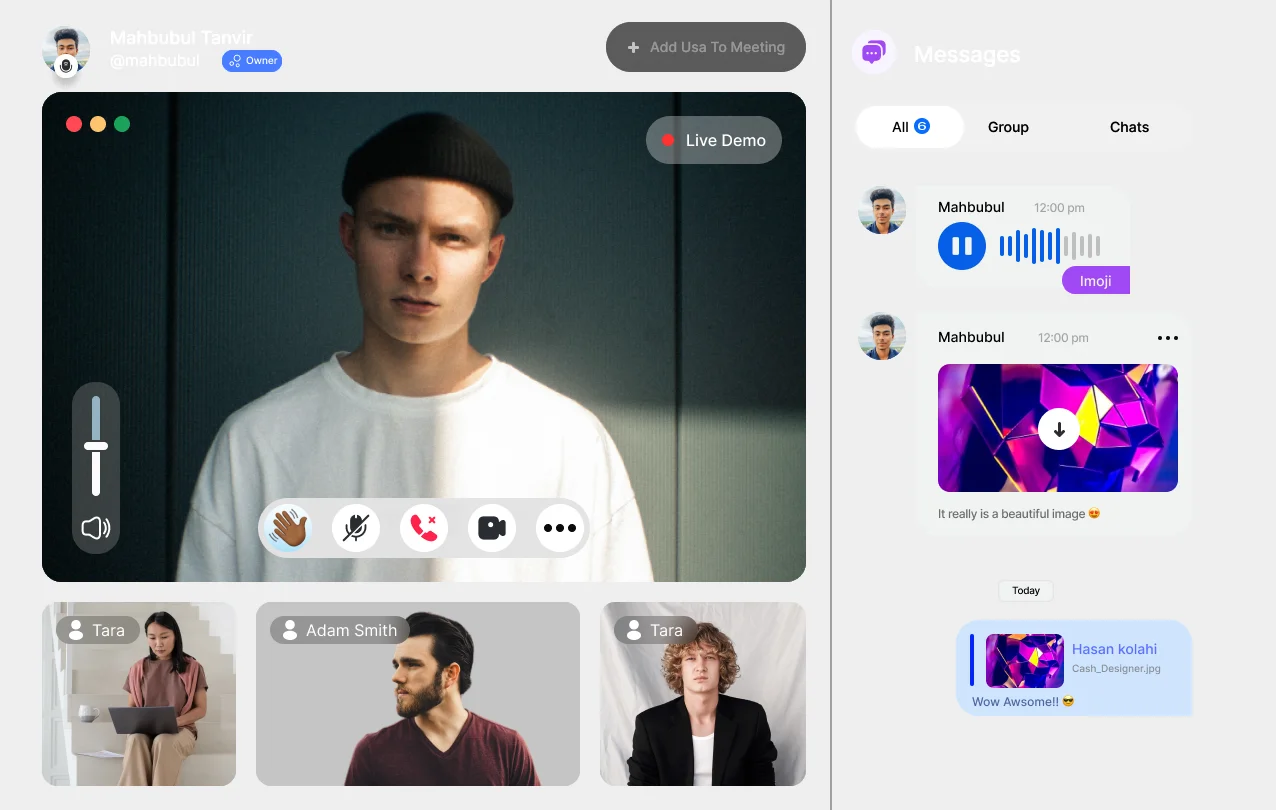 Mahbubul Tanvir
@mahbubul
Owner
Add Usa To Meeting
Live Demo
Tara
Adam Smith
Tara
Messages
All 6
Group
Chats
Mahbubul 12:00 pm
Imoji
Mahbubul 12:00 pm
It really is a beautiful image 😍
Today
Hasan kolahi
Cash_Designer.jpg
Wow Awsome!! 😎